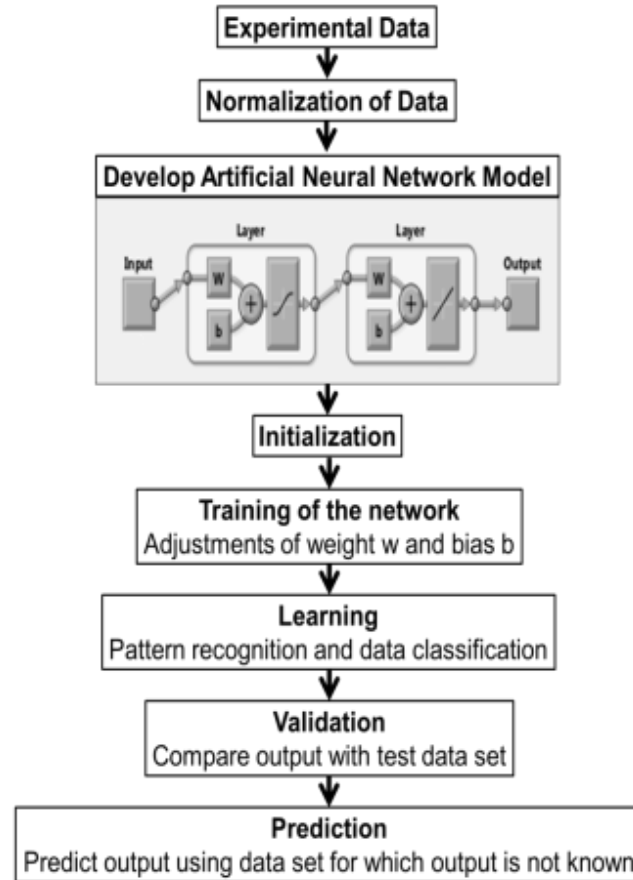 Experimental Data
Normalization of Data
Develop Artificial Neural Network Model
Layer Layer
Input Output
W W
+ +
b b
Initialization
Training of the network
Adjustments of weight w and bias b
Learning
Pattern recognition and data classification
Validation
Compare output with test data set
Prediction
Predict output using data set for which output is not known